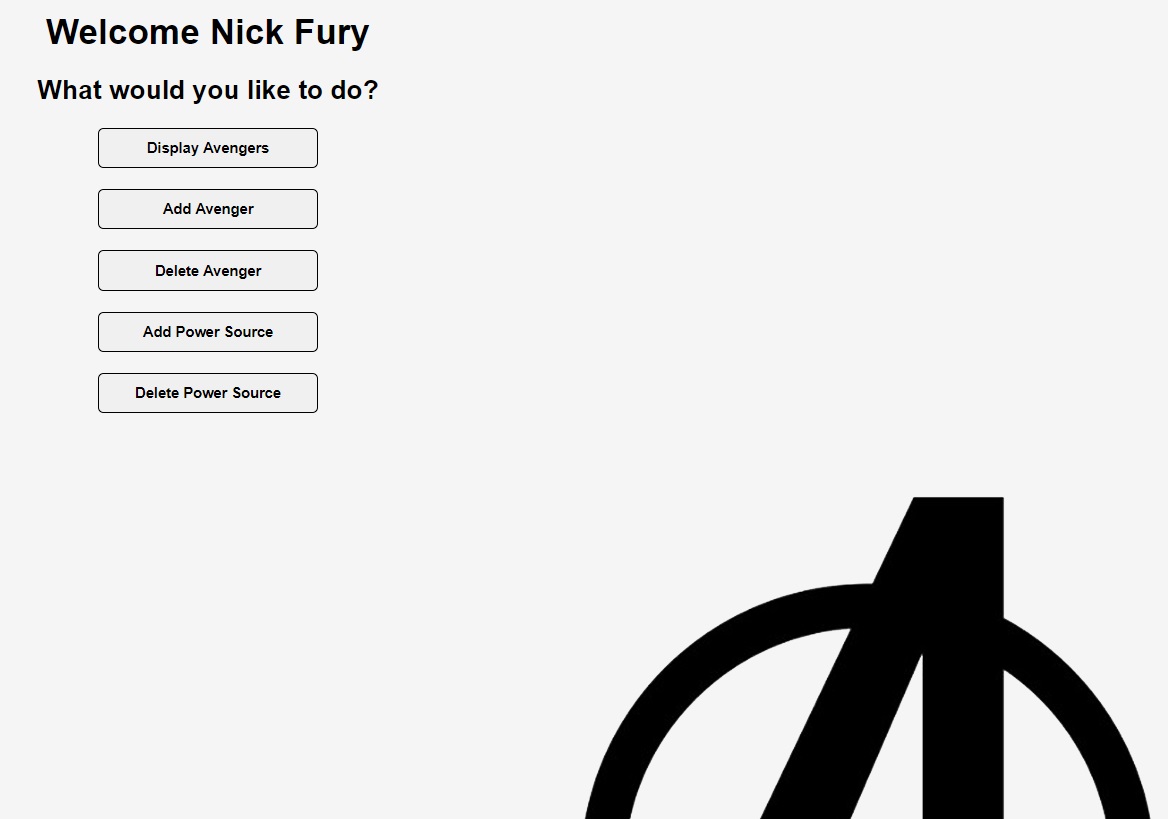 Welcome Nick Fury
What would you like to do?
Display Avengers
Add Avenger
Delete Avenger
Add Power Source
Delete Power Source